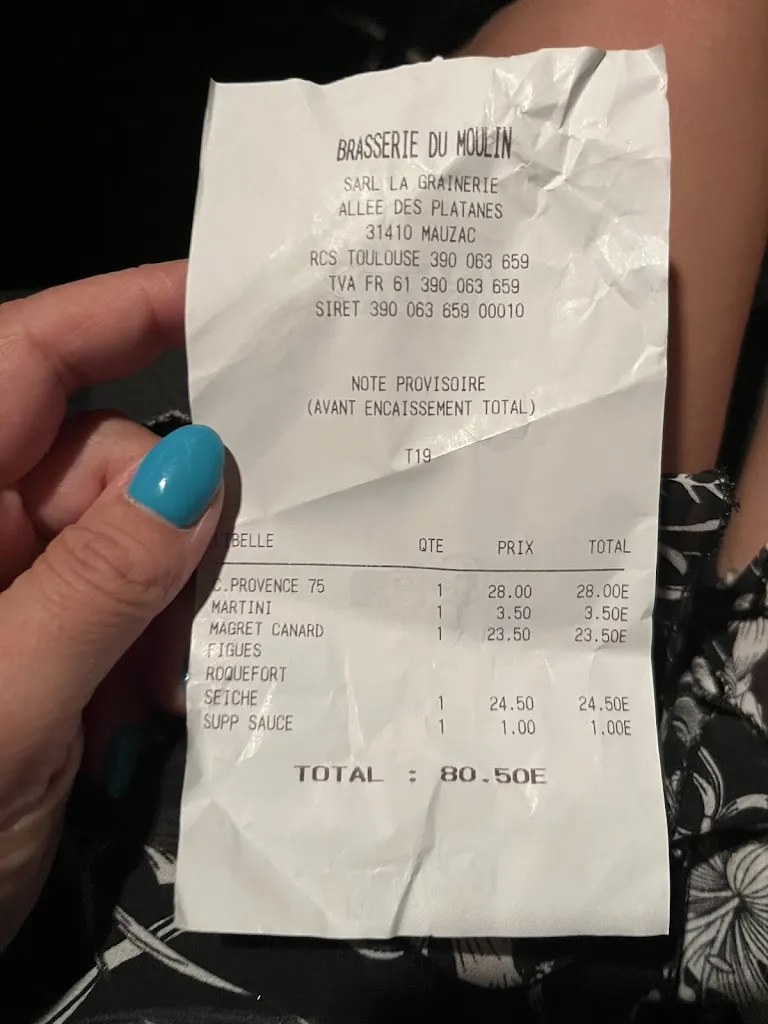 BRASSERIE DU MOULIN
SARL LA GRAINERIE
ALLEE DES PLATANES
31410 MAUZAC
RCS TOULOUSE 390 063 659
TVA FR 61 390 063 659
SIRET 390 063 659 00010
NOTE PROVISOIRE
(AVANT ENCAISSEMENT TOTAL)
T19
LIBELLE QTE PRIX TOTAL
C.PROVENCE 75 1 28.00 28.00E
MARTINI 1 3.50 3.50E
MAGRET CANARD 1 23.50 23.50E
FIGUES
ROQUEFORT
SEICHE 1 24.50 24.50E
SUPP SAUCE 1 1.00 1.00E
TOTAL : 80.50E